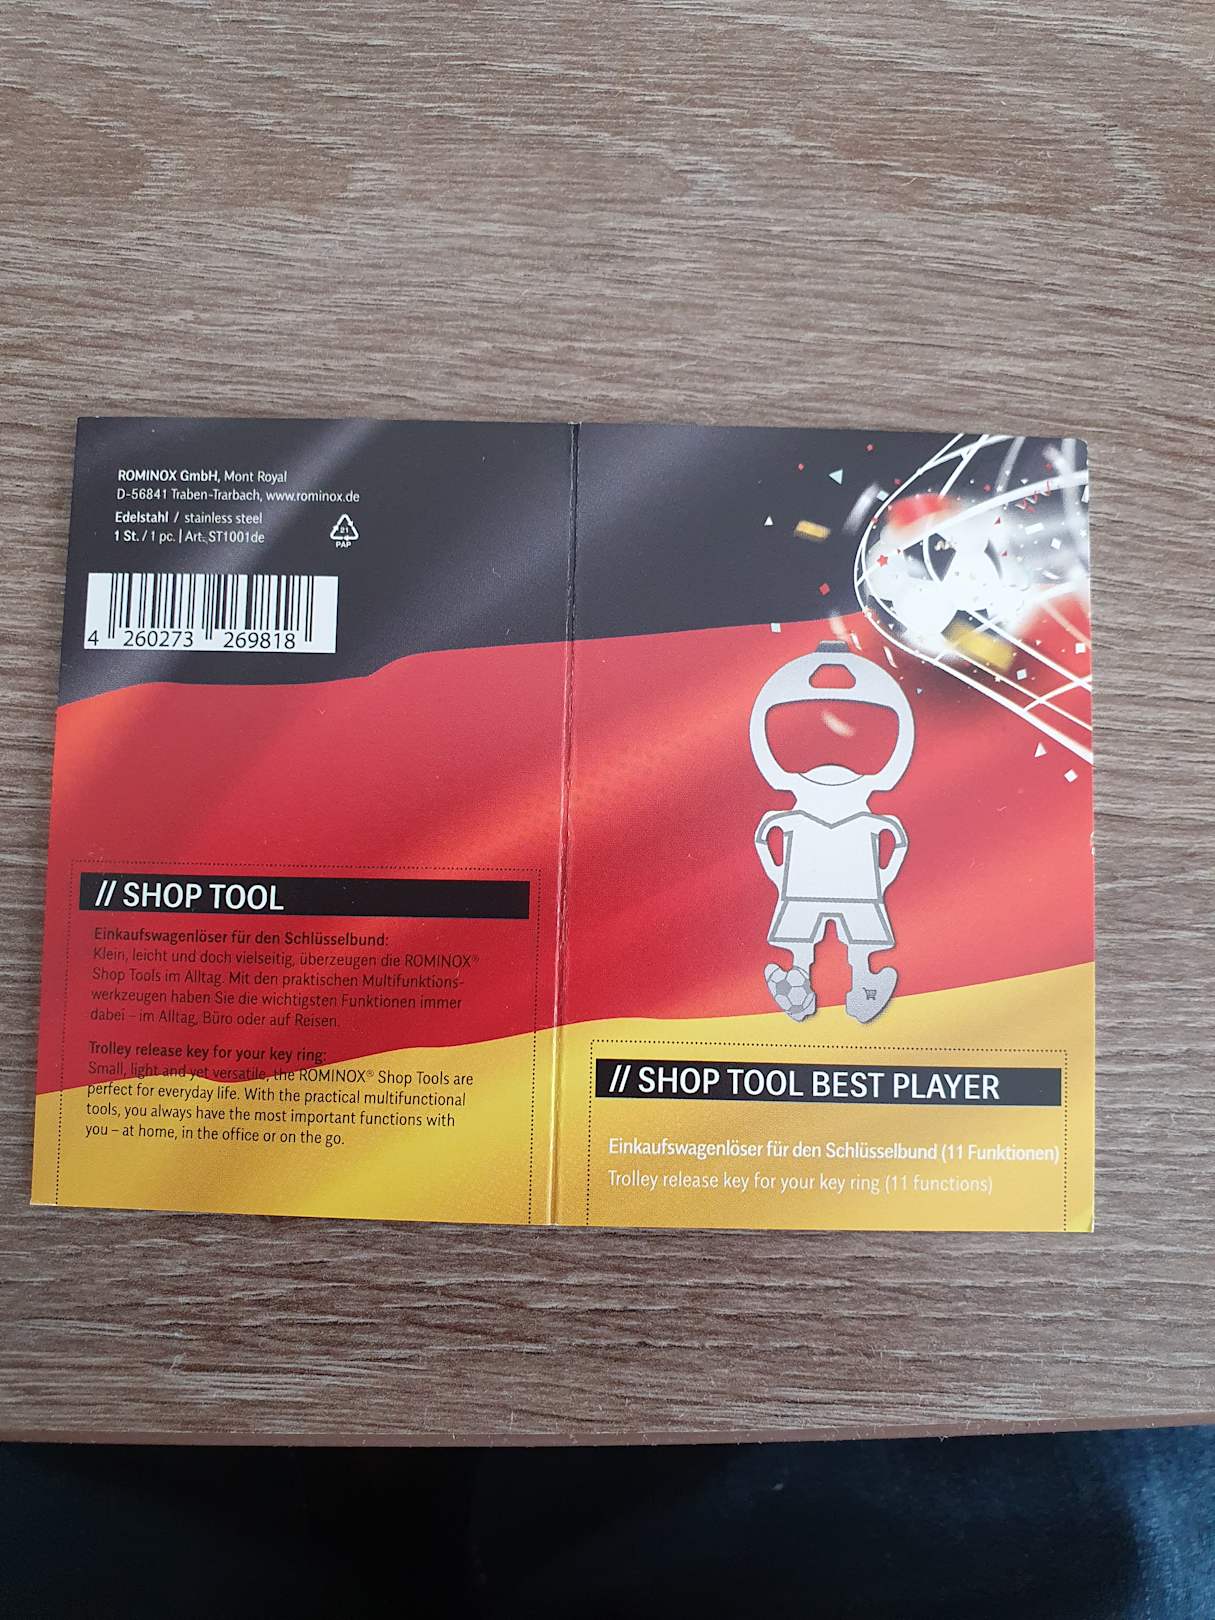 ROMINOX GmbH, Mont Royal
D-56841 Traben-Trarbach, www.rominox.de
Edelstahl / stainless steel
1 St. / 1 pc. | Art. ST1001de
21
PAP
4 260273 269818
// SHOP TOOL
Einkaufswagenlöser für den Schlüsselbund:
Klein, leicht und doch vielseitig, überzeugen die ROMINOX®
Shop Tools im Alltag. Mit den praktischen Multifunktions-
werkzeugen haben Sie die wichtigsten Funktionen immer
dabei – im Alltag, Büro oder auf Reisen.
Trolley release key for your key ring:
Small, light and yet versatile, the ROMINOX® Shop Tools are
perfect for everyday life. With the practical multifunctional
tools, you always have the most important functions with
you – at home, in the office or on the go.
// SHOP TOOL BEST PLAYER
Einkaufswagenlöser für den Schlüsselbund (11 Funktionen)
Trolley release key for your key ring (11 functions)